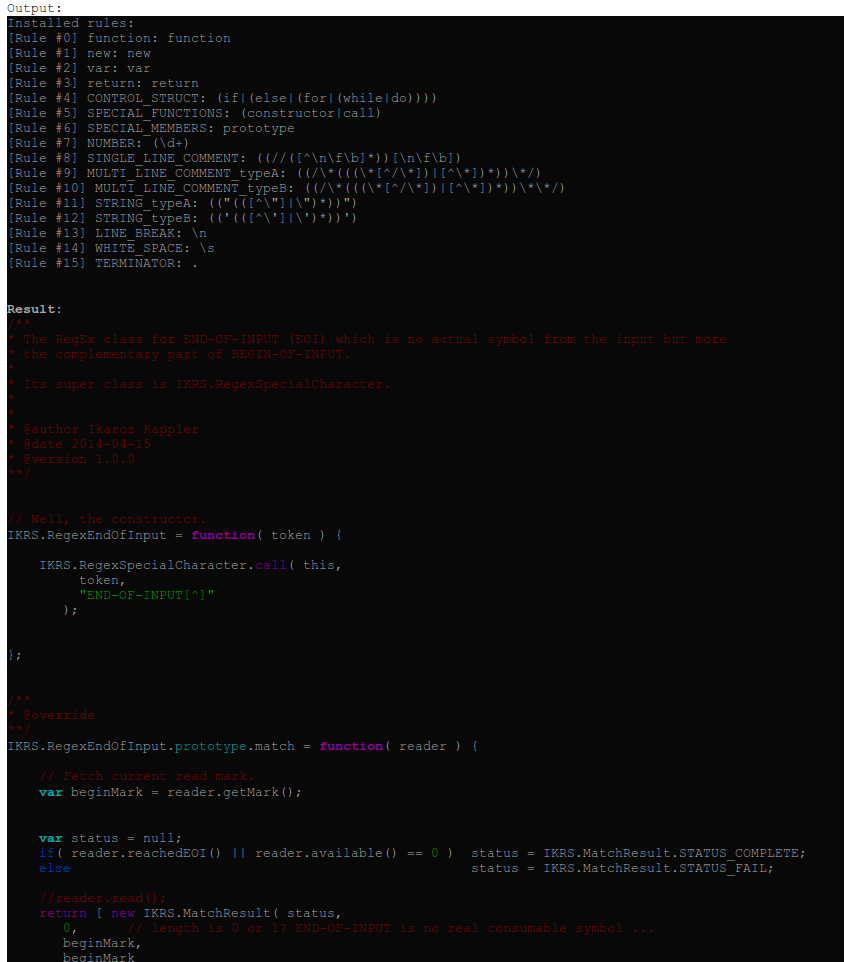 Output:
Installed rules:
[Rule #0] function: function
[Rule #1] new: new
[Rule #2] var: var
[Rule #3] return: return
[Rule #4] CONTROL_STRUCT: (if|(else|(for|(while|do))))
[Rule #5] SPECIAL_FUNCTIONS: (constructor|call)
[Rule #6] SPECIAL_MEMBERS: prototype
[Rule #7] NUMBER: (\d+)
[Rule #8] SINGLE_LINE_COMMENT: ((//([^\n\f\b]*))[\n\f\b])
[Rule #9] MULTI_LINE_COMMENT_typeA: ((/\*(((\*[^/\*])|[^\*])*))\*/)
[Rule #10] MULTI_LINE_COMMENT_typeB: ((/\*(((\*[^/\*])|[^\*])*))\*\*/)
[Rule #11] STRING_typeA: (("(([^\"]|\")*))")
[Rule #12] STRING_typeB: (('(([^\']|\')*))')
[Rule #13] LINE_BREAK: \n
[Rule #14] WHITE_SPACE: \s
[Rule #15] TERMINATOR: .
Result:
/**
* The RegEx class for END-OF-INPUT (EOI) which is no actual symbol from the input but more
* the complementary part of BEGIN-OF-INPUT.
*
* Its super class is IKRS.RegexSpecialCharacter.
*
*
* @author Ikaros Kappler
* @date 2014-04-15
* @version 1.0.0
**/
// Well, the constructor.
IKRS.RegexEndOfInput = function( token ) {
IKRS.RegexSpecialCharacter.call( this,
token,
"END-OF-INPUT[^]"
);
};
/**
* @override
**/
IKRS.RegexEndOfInput.prototype.match = function( reader ) {
// Fetch current read mark.
var beginMark = reader.getMark();
var status = null;
if( reader.reachedEOI() || reader.available() == 0 )  status = IKRS.MatchResult.STATUS_COMPLETE;
else status = IKRS.MatchResult.STATUS_FAIL;
//reader.read();
return [ new IKRS.MatchResult( status,
0, // length is 0 or 1? END-OF-INPUT is no real consumable symbol ...
beginMark,
beginMark